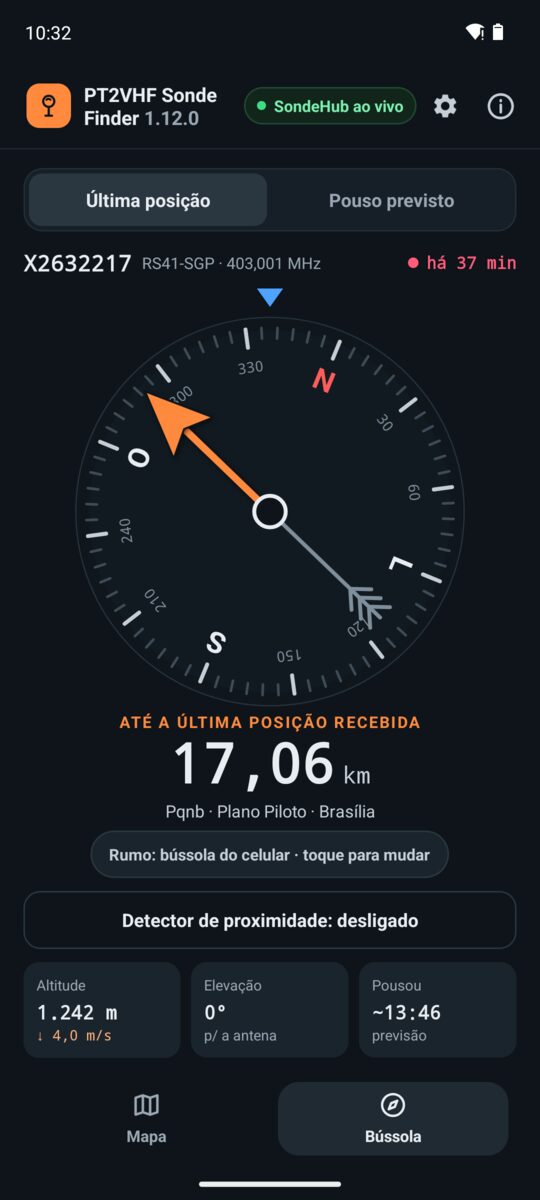 10:32
PT2VHF Sonde
Finder 1.12.0
SondeHub ao vivo
Última posição
Pouso previsto
X2632217 RS41-SGP · 403,001 MHz
há 37 min
330
N
300
30
O
60
240
L
210
120
S
150
ATÉ A ÚLTIMA POSIÇÃO RECEBIDA
17,06 km
Pqnb · Plano Piloto · Brasília
Rumo: bússola do celular · toque para mudar
Detector de proximidade: desligado
Altitude
1.242 m
↓ 4,0 m/s
Elevação
0°
p/ a antena
Pousou
~13:46
previsão
Mapa
Bússola